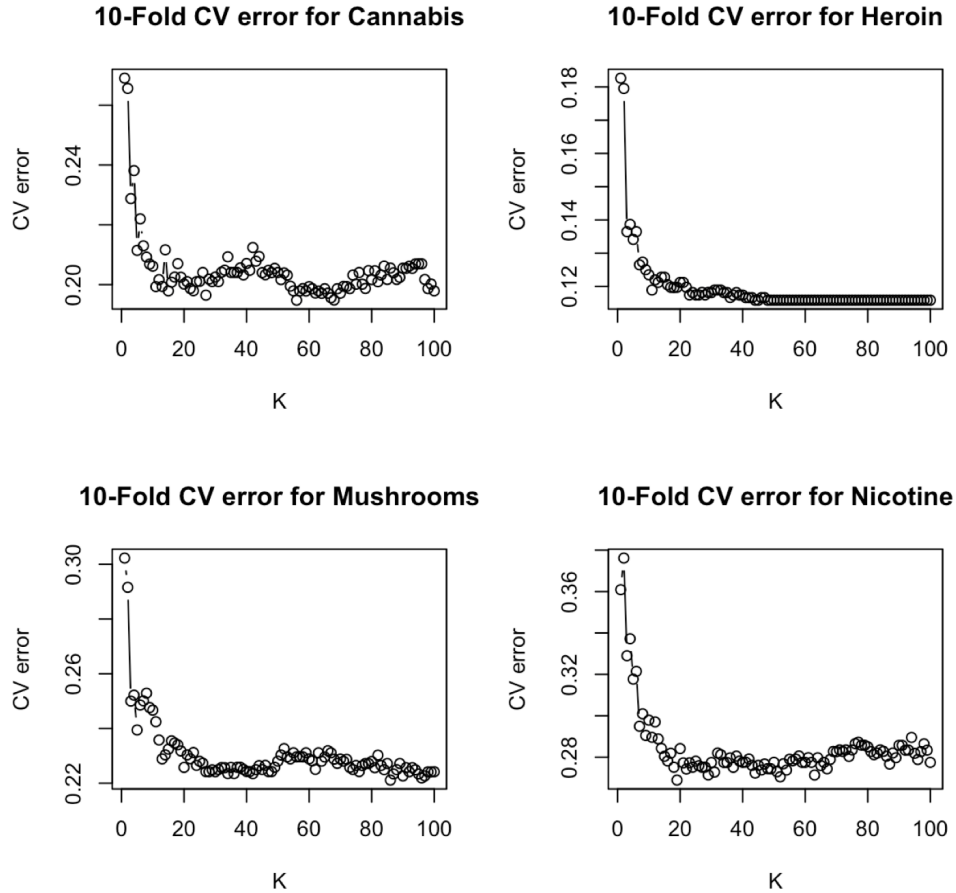 10-Fold CV error for Cannabis
CV error
0.24
0.20
0 20 40 60 80 100
K
10-Fold CV error for Heroin
CV error
0.18
0.16
0.14
0.12
0 20 40 60 80 100
K
10-Fold CV error for Mushrooms
CV error
0.30
0.26
0.22
0 20 40 60 80 100
K
10-Fold CV error for Nicotine
CV error
0.36
0.32
0.28
0 20 40 60 80 100
K